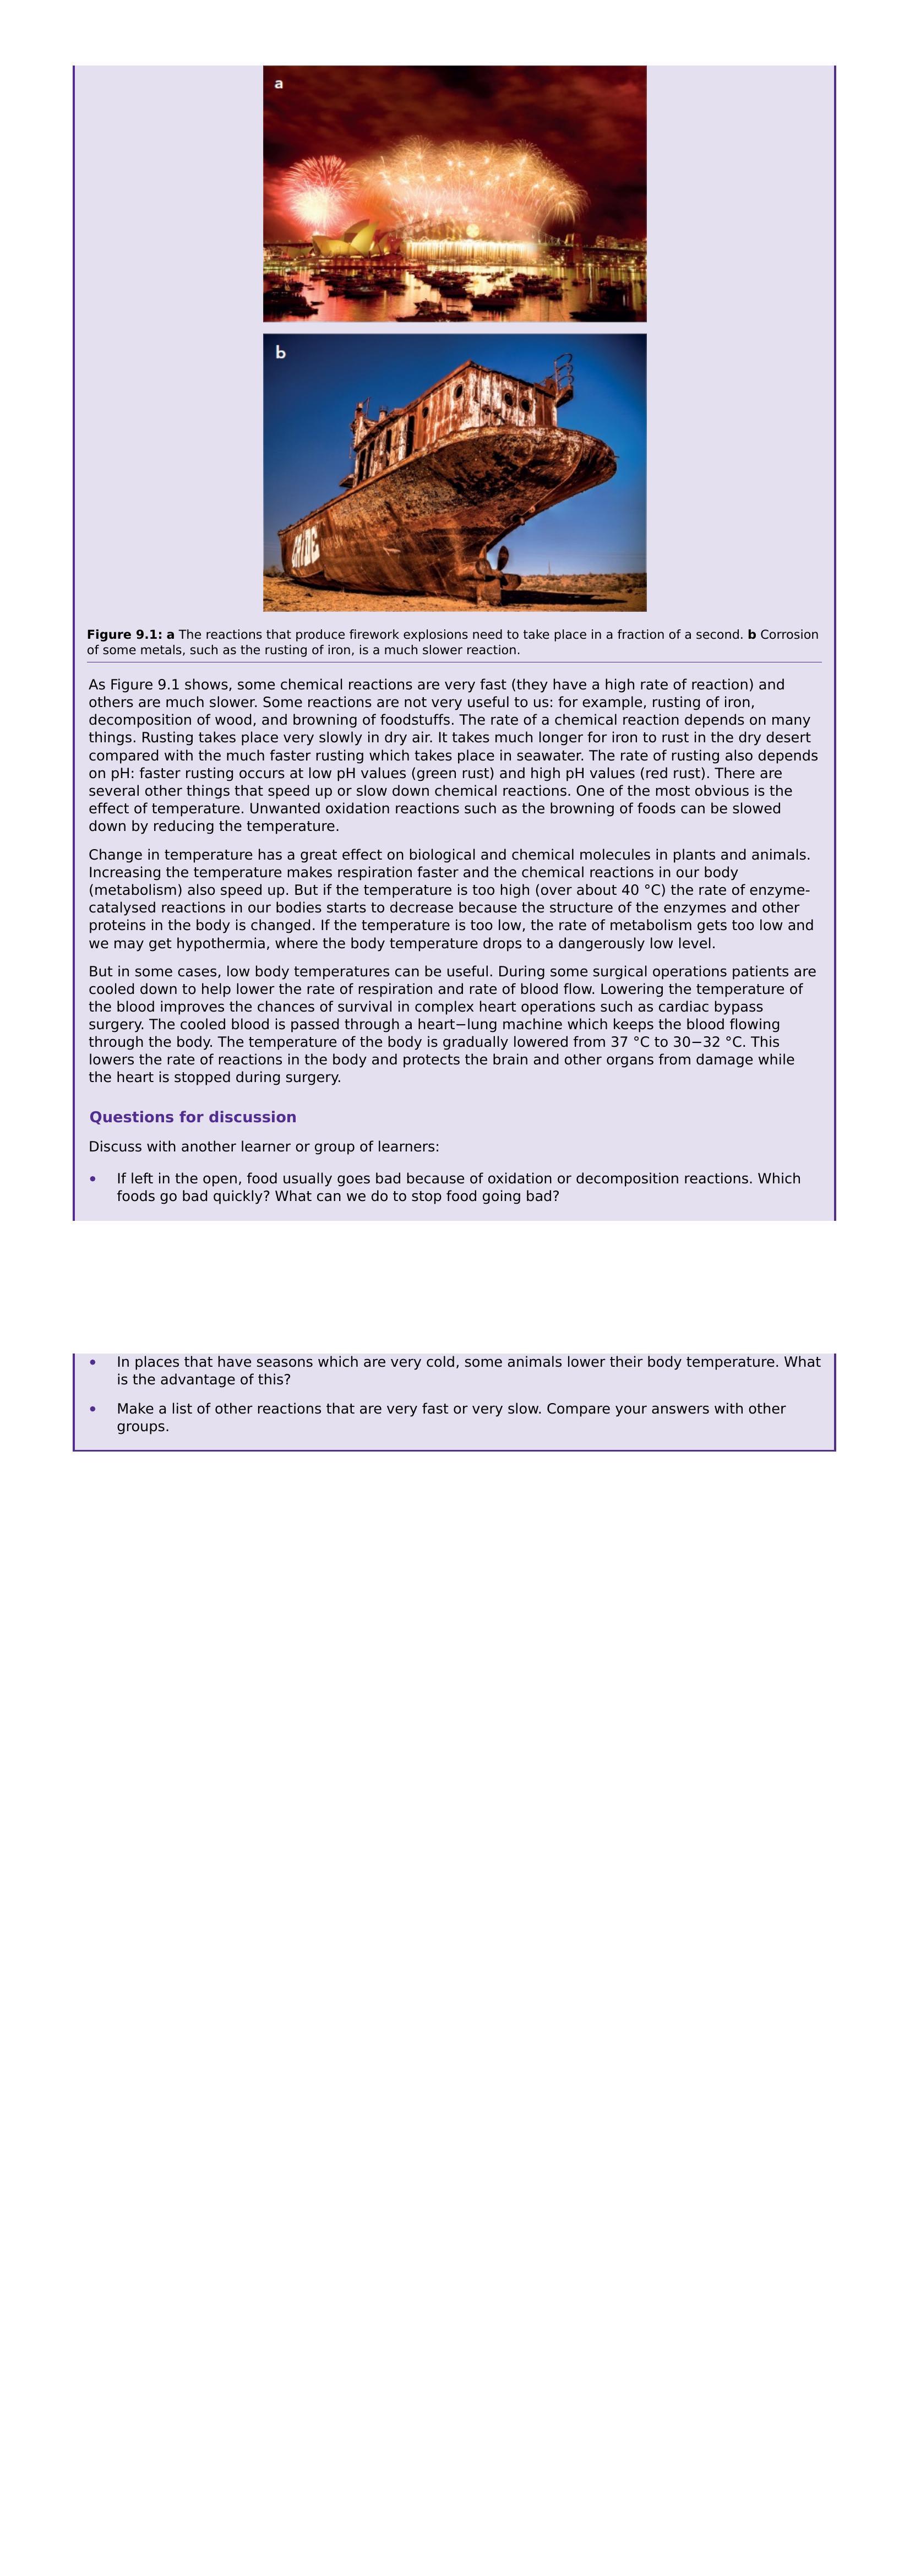 a
b
Figure 9.1: a The reactions that produce firework explosions need to take place in a fraction of a second. b Corrosion
of some metals, such as the rusting of iron, is a much slower reaction.
As Figure 9.1 shows, some chemical reactions are very fast (they have a high rate of reaction) and
others are much slower. Some reactions are not very useful to us: for example, rusting of iron,
decomposition of wood, and browning of foodstuffs. The rate of a chemical reaction depends on many
things. Rusting takes place very slowly in dry air. It takes much longer for iron to rust in the dry desert
compared with the much faster rusting which takes place in seawater. The rate of rusting also depends
on pH: faster rusting occurs at low pH values (green rust) and high pH values (red rust). There are
several other things that speed up or slow down chemical reactions. One of the most obvious is the
effect of temperature. Unwanted oxidation reactions such as the browning of foods can be slowed
down by reducing the temperature.
Change in temperature has a great effect on biological and chemical molecules in plants and animals.
Increasing the temperature makes respiration faster and the chemical reactions in our body
(metabolism) also speed up. But if the temperature is too high (over about 40 °C) the rate of enzyme-
catalysed reactions in our bodies starts to decrease because the structure of the enzymes and other
proteins in the body is changed. If the temperature is too low, the rate of metabolism gets too low and
we may get hypothermia, where the body temperature drops to a dangerously low level.
But in some cases, low body temperatures can be useful. During some surgical operations patients are
cooled down to help lower the rate of respiration and rate of blood flow. Lowering the temperature of
the blood improves the chances of survival in complex heart operations such as cardiac bypass
surgery. The cooled blood is passed through a heart−lung machine which keeps the blood flowing
through the body. The temperature of the body is gradually lowered from 37 °C to 30−32 °C. This
lowers the rate of reactions in the body and protects the brain and other organs from damage while
the heart is stopped during surgery.
Questions for discussion
Discuss with another learner or group of learners:
• If left in the open, food usually goes bad because of oxidation or decomposition reactions. Which
foods go bad quickly? What can we do to stop food going bad?
• In places that have seasons which are very cold, some animals lower their body temperature. What
is the advantage of this?
• Make a list of other reactions that are very fast or very slow. Compare your answers with other
groups.